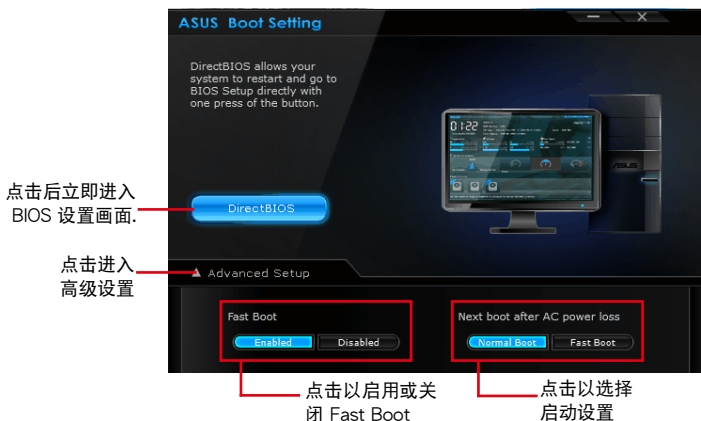 ASUS Boot Setting
DirectBIOS allows your
system to restart and go to
BIOS Setup directly with
one press of the button.
点击后立即进入
BIOS 设置画面.
DirectBIOS
点击进入
高级设置
Advanced Setup
Fast Boot
Enabled Disabled
Next boot after AC power loss
Normal Boot Fast Boot
点击以启用或关
闭 Fast Boot
点击以选择
启动设置